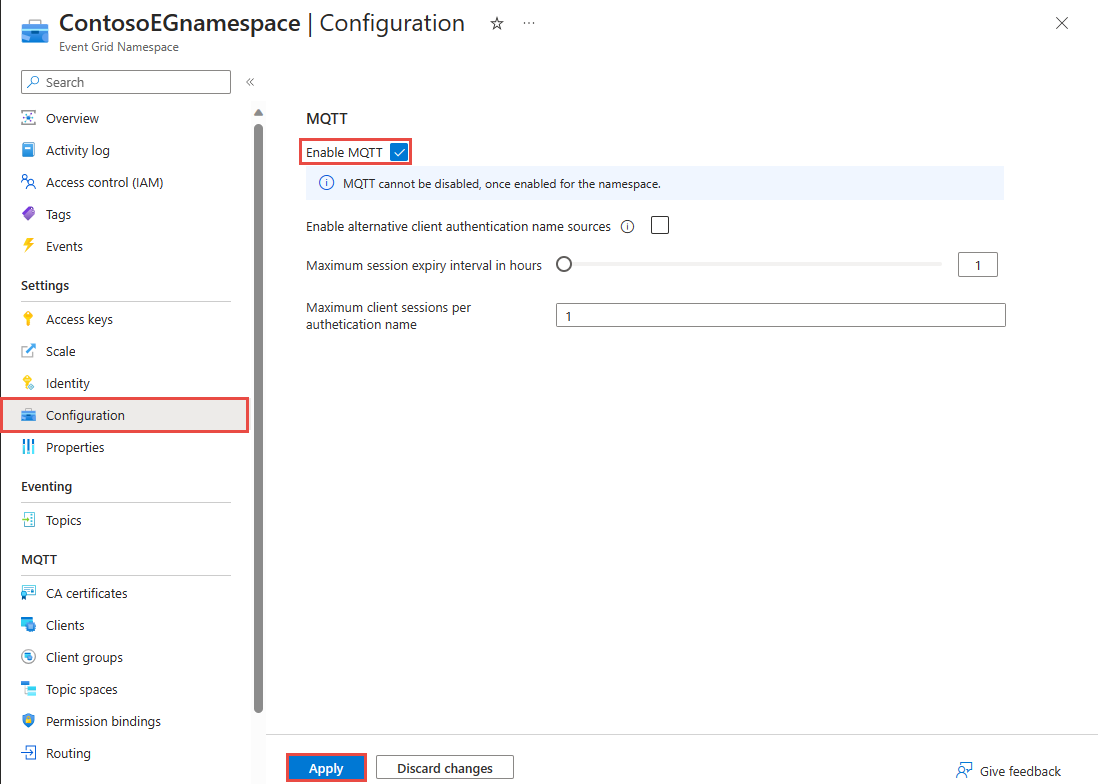 ContosoEGnamespace | Configuration
Event Grid Namespace
Search
Overview
Activity log
Access control (IAM)
Tags
Events
Settings
Access keys
Scale
Identity
Configuration
Properties
Eventing
Topics
MQTT
CA certificates
Clients
Client groups
Topic spaces
Permission bindings
Routing
MQTT
Enable MQTT
MQTT cannot be disabled, once enabled for the namespace.
Enable alternative client authentication name sources
Maximum session expiry interval in hours
1
Maximum client sessions per
authetication name
1
Apply
Discard changes
Give feedback